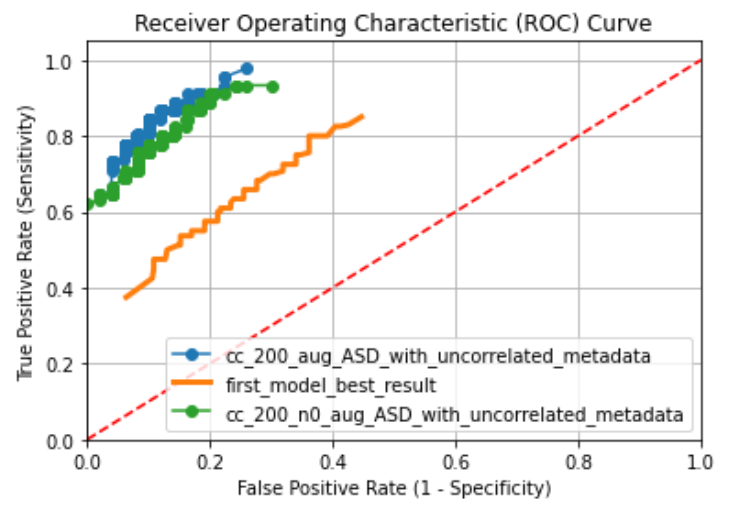 Receiver Operating Characteristic (ROC) Curve
True Positive Rate (Sensitivity)
1.0
0.8
0.6
0.4
0.2
0.0
cc_200_aug_ASD_with_uncorrelated_metadata
first_model_best_result
cc_200_n0_aug_ASD_with_uncorrelated_metadata
0.0 0.2 0.4 0.6 0.8 1.0
False Positive Rate (1 - Specificity)